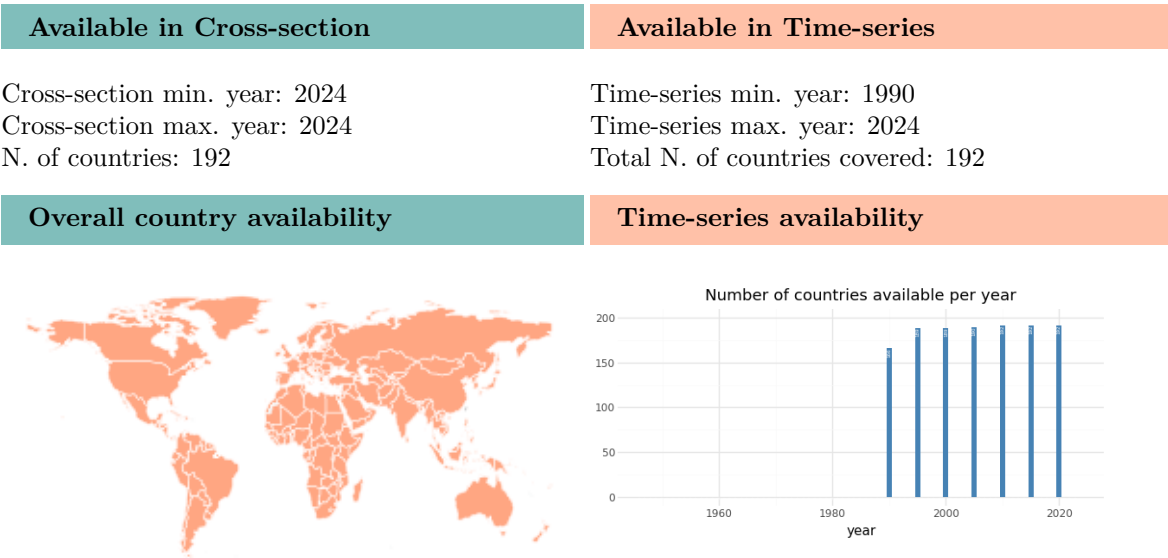 Available in Cross-section
Available in Time-series
Cross-section min. year: 2024
Cross-section max. year: 2024
N. of countries: 192
Time-series min. year: 1990
Time-series max. year: 2024
Total N. of countries covered: 192
Overall country availability
Time-series availability
Number of countries available per year
200
150
100
50
0
1960
1980
2000
2020
year